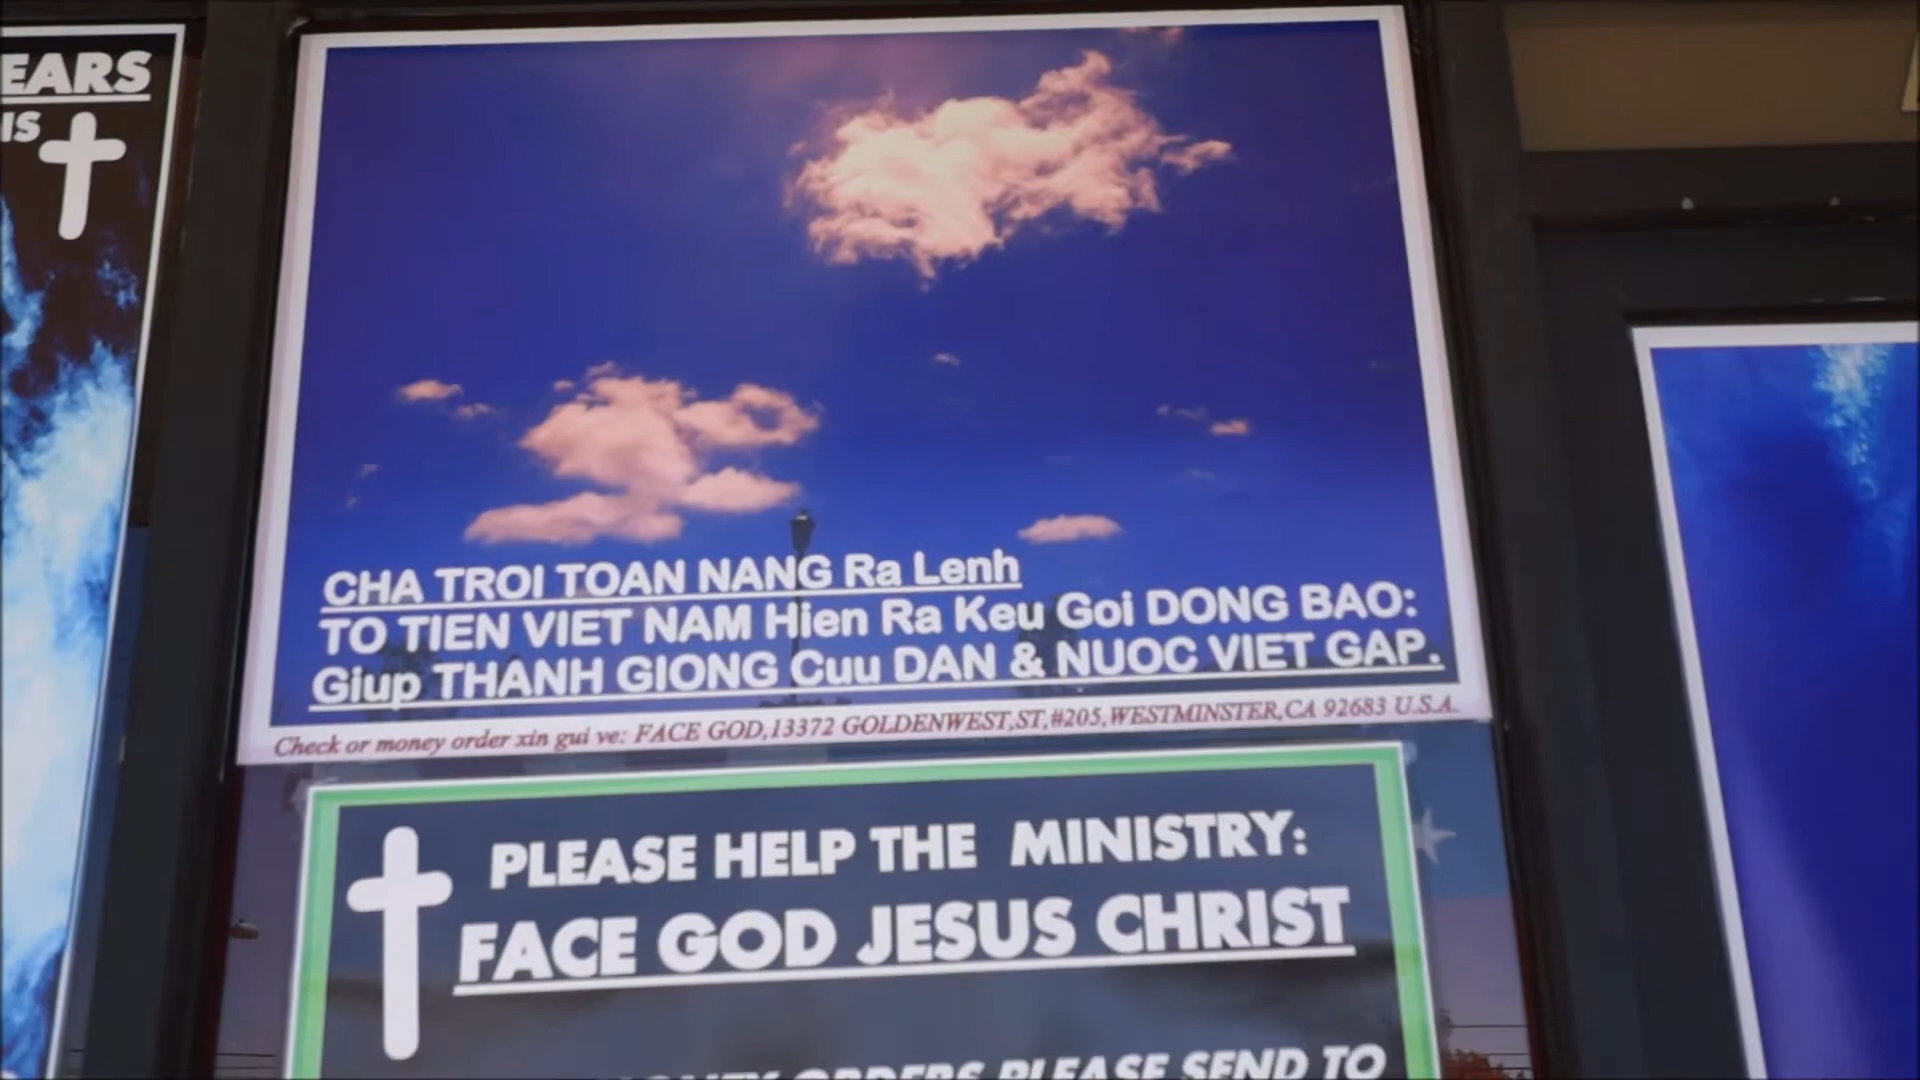 EARS
IS
CHA TROI TOAN NANG Ra Lenh
TO TIEN VIET NAM Hien Ra Keu Goi DONG BAO:
Giup THANH GIONG Cuu DAN & NUOC VIET GAP.
Check or money order xin gui ve: FACE GOD,13372 GOLDENWEST,ST,#205,WESTMINSTER,CA 92683 U.S.A.
PLEASE HELP THE MINISTRY:
FACE GOD JESUS CHRIST
ORDERS PLEASE SEND TO